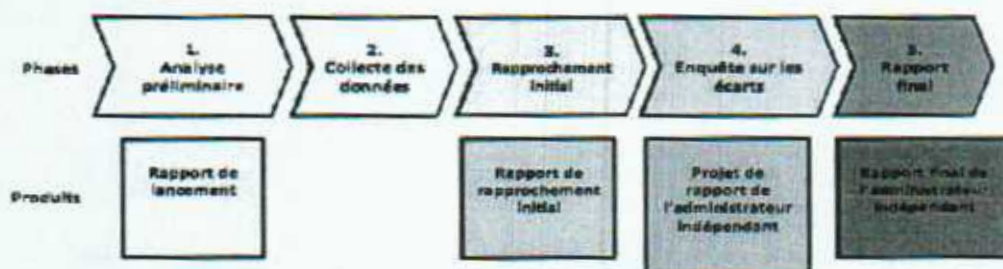 Phases
1.
Analyse
préliminaire
2.
Collecte des
données
3.
Rapprochement
initial
4.
Enquête sur les
écarts
5.
Rapport
final
Produits
Rapport de
lancement
Rapport de
rapprochement
initial
Projet de
rapport de
l'administrateur
indépendant
Rapport final de
l'administrateur
indépendant